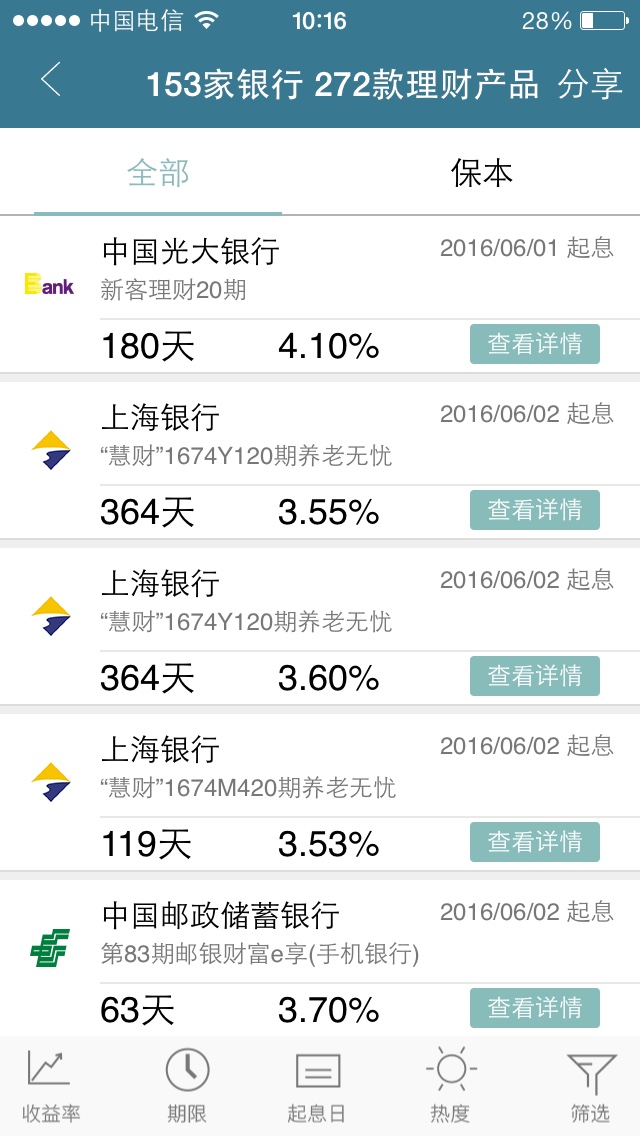 中国电信 10:16 28%
153家银行 272款理财产品 分享
全部 保本
中国光大银行 2016/06/01 起息
Bank 新客理财20期
180天 4.10% 查看详情
上海银行 2016/06/02 起息
“慧财”1674Y120期养老无忧
364天 3.55% 查看详情
上海银行 2016/06/02 起息
“慧财”1674Y120期养老无忧
364天 3.60% 查看详情
上海银行 2016/06/02 起息
“慧财”1674M420期养老无忧
119天 3.53% 查看详情
中国邮政储蓄银行 2016/06/02 起息
第83期邮银财富e享(手机银行)
63天 3.70% 查看详情
收益率 期限 起息日 热度 筛选